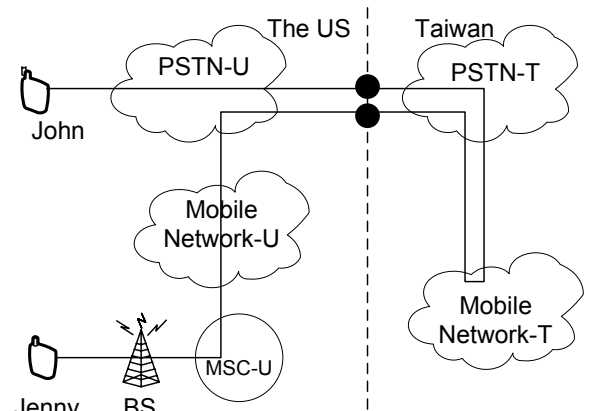 The US
Taiwan
PSTN-U
PSTN-T
John
Mobile
Network-U
Mobile
Network-T
MSC-U
Jenny
BS